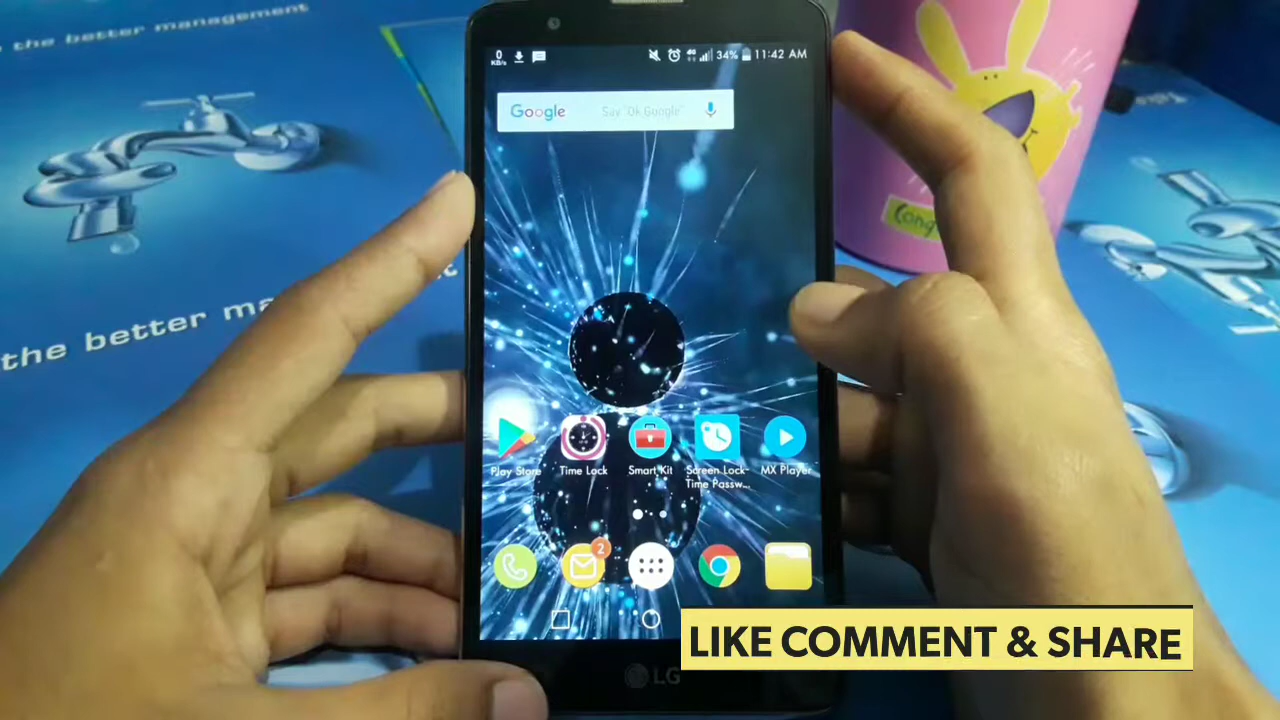 the better management
0
KB/s
4G
34%
11:42 AM
Google
Say "Ok Google"
the better ma
Play Store
Time Lock
Smart Kit
Screen Lock-
Time Passw...
MX Player
2
LIKE COMMENT & SHARE
LG